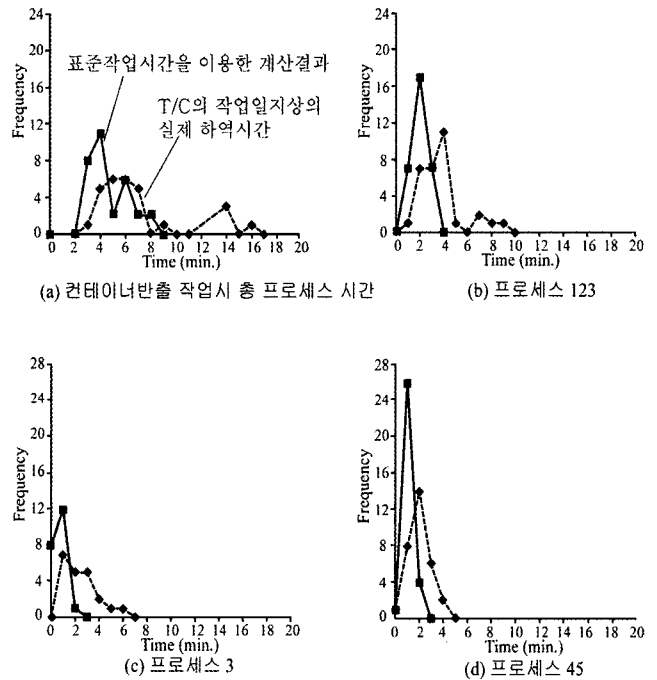 24
20
16
12
8
4
0
Frequency
표준작업시간을 이용한 계산결과
T/C의 작업일지상의
실제 하역시간
0 2 4 6 8 10 12 14 16 18 20
Time (min.)
(a) 컨테이너반출 작업시 총 프로세스 시간
24
20
16
12
8
4
0
Frequency
0 2 4 6 8 10 12 14 16 18 20
Time (min.)
(b) 프로세스 123
28
24
20
16
12
8
4
0
Frequency
0 2 4 6 8 10 12 14 16 18 20
Time (min.)
(c) 프로세스 3
28
24
20
16
12
8
4
0
Frequency
0 2 4 6 8 10 12 14 16 18 20
Time (min.)
(d) 프로세스 45